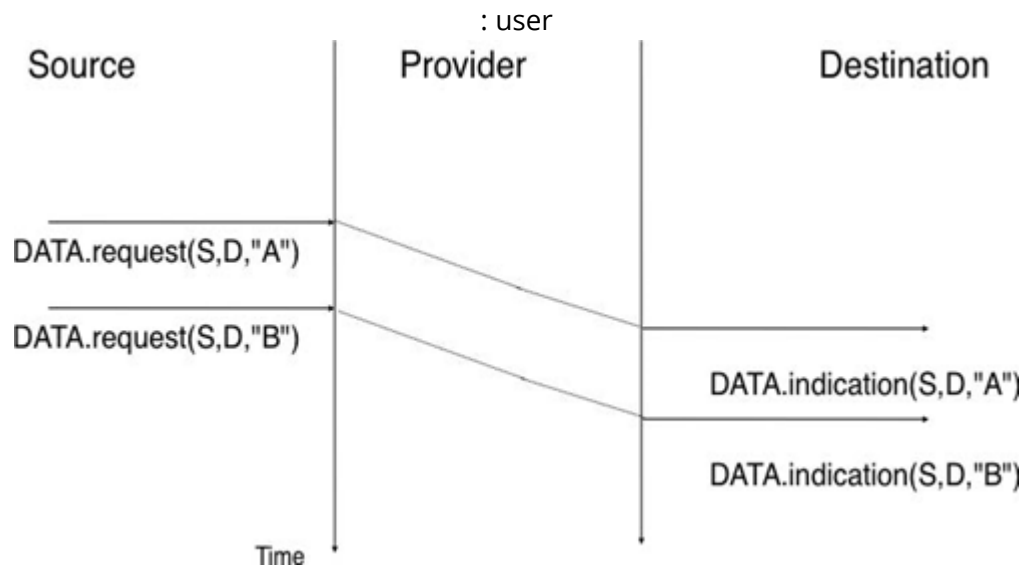 : user
Source Provider Destination
DATA.request(S,D,"A")
DATA.request(S,D,"B")
DATA.indication(S,D,"A")
DATA.indication(S,D,"B")
Time